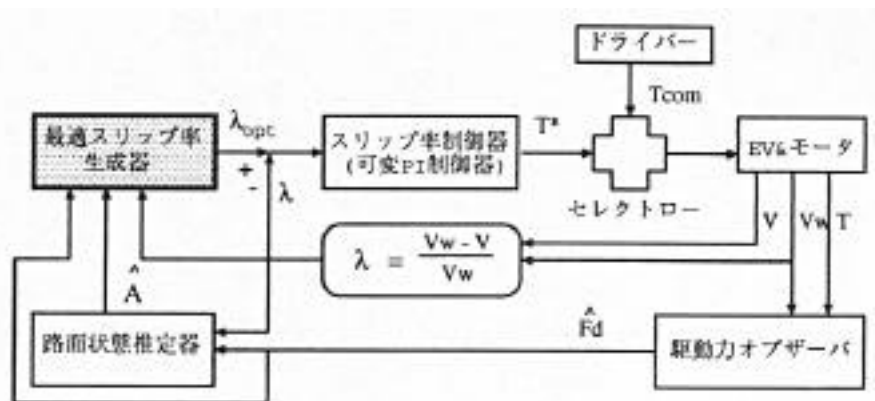 ドライバー
Tcom
最適スリップ率
生成器
λopt
+
-
λ
スリップ率制御器
(可変PI制御器)
T*
セレクトロー
EV&モータ
V
Vw
T
λ = Vw - V / Vw
Â
路面状態推定器
F̂d
駆動力オブザーバ